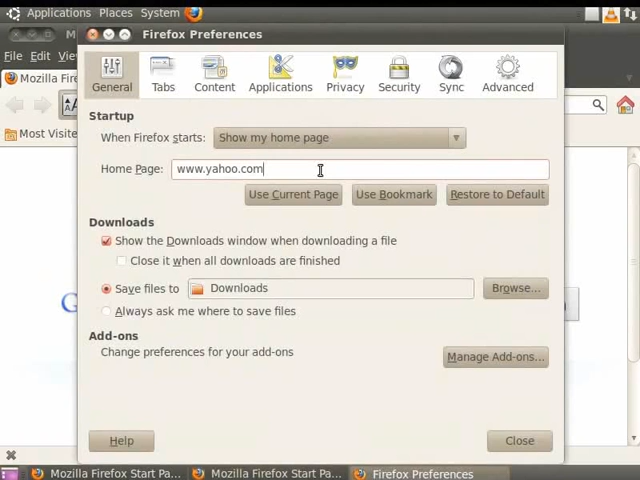 Applications Places System
Firefox Preferences
File Edit
Mozilla Fire
General Tabs Content Applications Privacy Security Sync Advanced
Most Visite
Startup
When Firefox starts: Show my home page
Home Page: www.yahoo.com
Use Current Page Use Bookmark Restore to Default
Downloads
Show the Downloads window when downloading a file
Close it when all downloads are finished
Save files to Downloads Browse...
Always ask me where to save files
Add-ons
Change preferences for your add-ons Manage Add-ons...
Help Close
Mozilla Firefox Start Pa... Mozilla Firefox Start Pa... Firefox Preferences